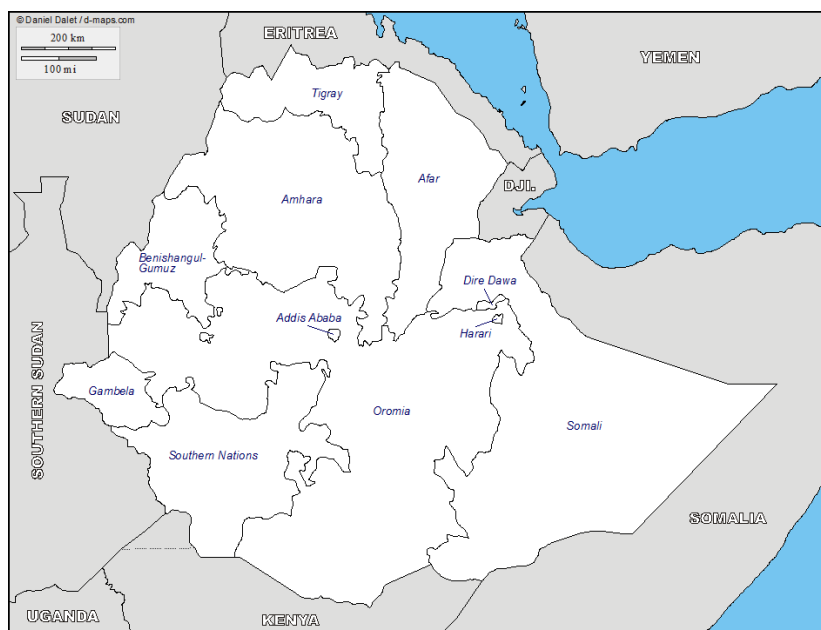 © Daniel Dalet / d-maps.com
200 km
100 mi
ERITREA
YEMEN
Tigray
SUDAN
Afar
DJI.
Amhara
Benishangul-
Gumuz
Dire Dawa
Addis Ababa
Harari
SOUTHERN SUDAN
Gambela
Oromia
Somali
Southern Nations
SOMALIA
UGANDA
KENYA